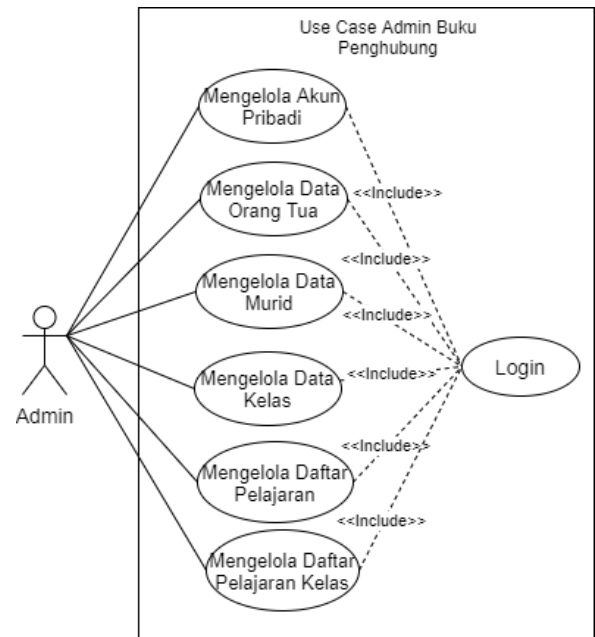 Use Case Admin Buku
Penghubung
Mengelola Akun
Pribadi
<<Include>>
Mengelola Data
Orang Tua
<<Include>>
Mengelola Data
Murid
<<Include>>
Admin
Mengelola Data
Kelas
<<Include>>
Login
Mengelola Daftar
Pelajaran
<<Include>>
Mengelola Daftar
Pelajaran Kelas
<<Include>>